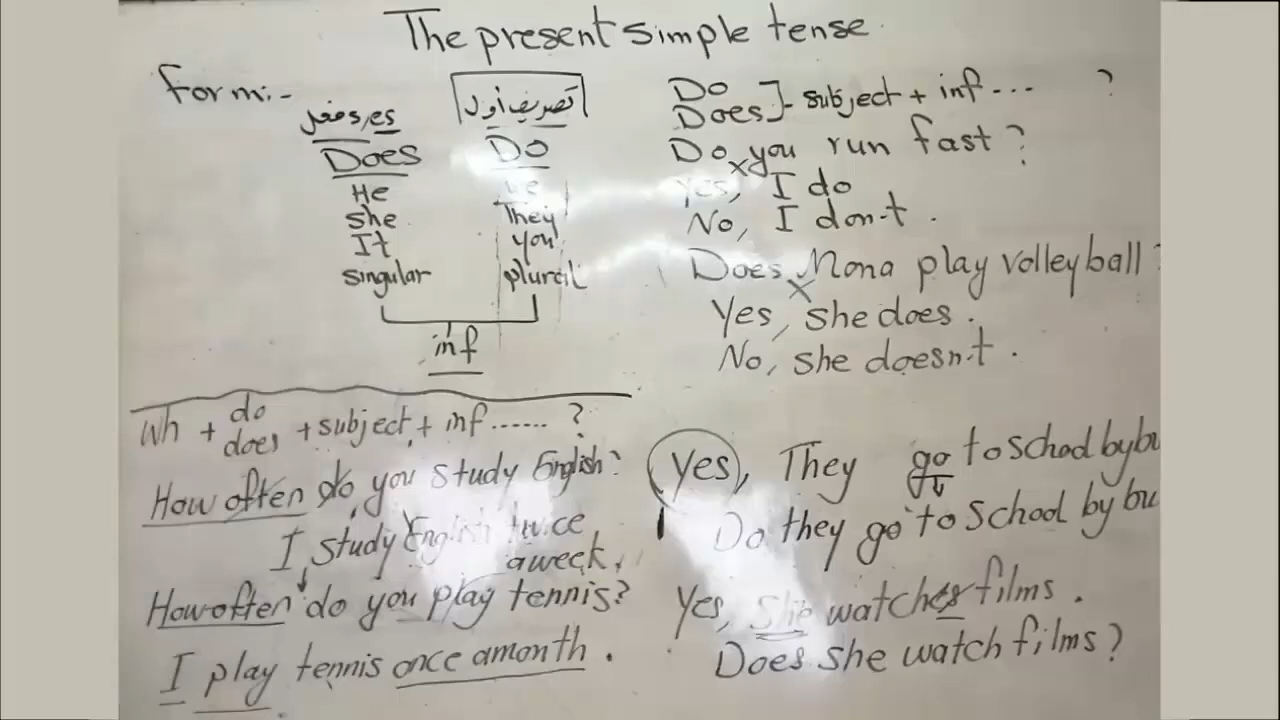 The present simple tense
Form:-
تصريف أول
es
Does
Do
He
She
They
It
you
singular
plural
inf
Do
Does ]- subject + inf... ?
Do you run fast?
Yes, I do
No, I don't.
Does Mona play volleyball?
Yes, she does.
No, she doesn't.
Wh + do
does + subject + inf...... ?
How often do you study English?
I study English twice
a week.
How often do you play tennis?
I play tennis once a month.
Yes, They go to school by bu
Do they go to School by bu
Yes, She watches films.
Does she watch films?